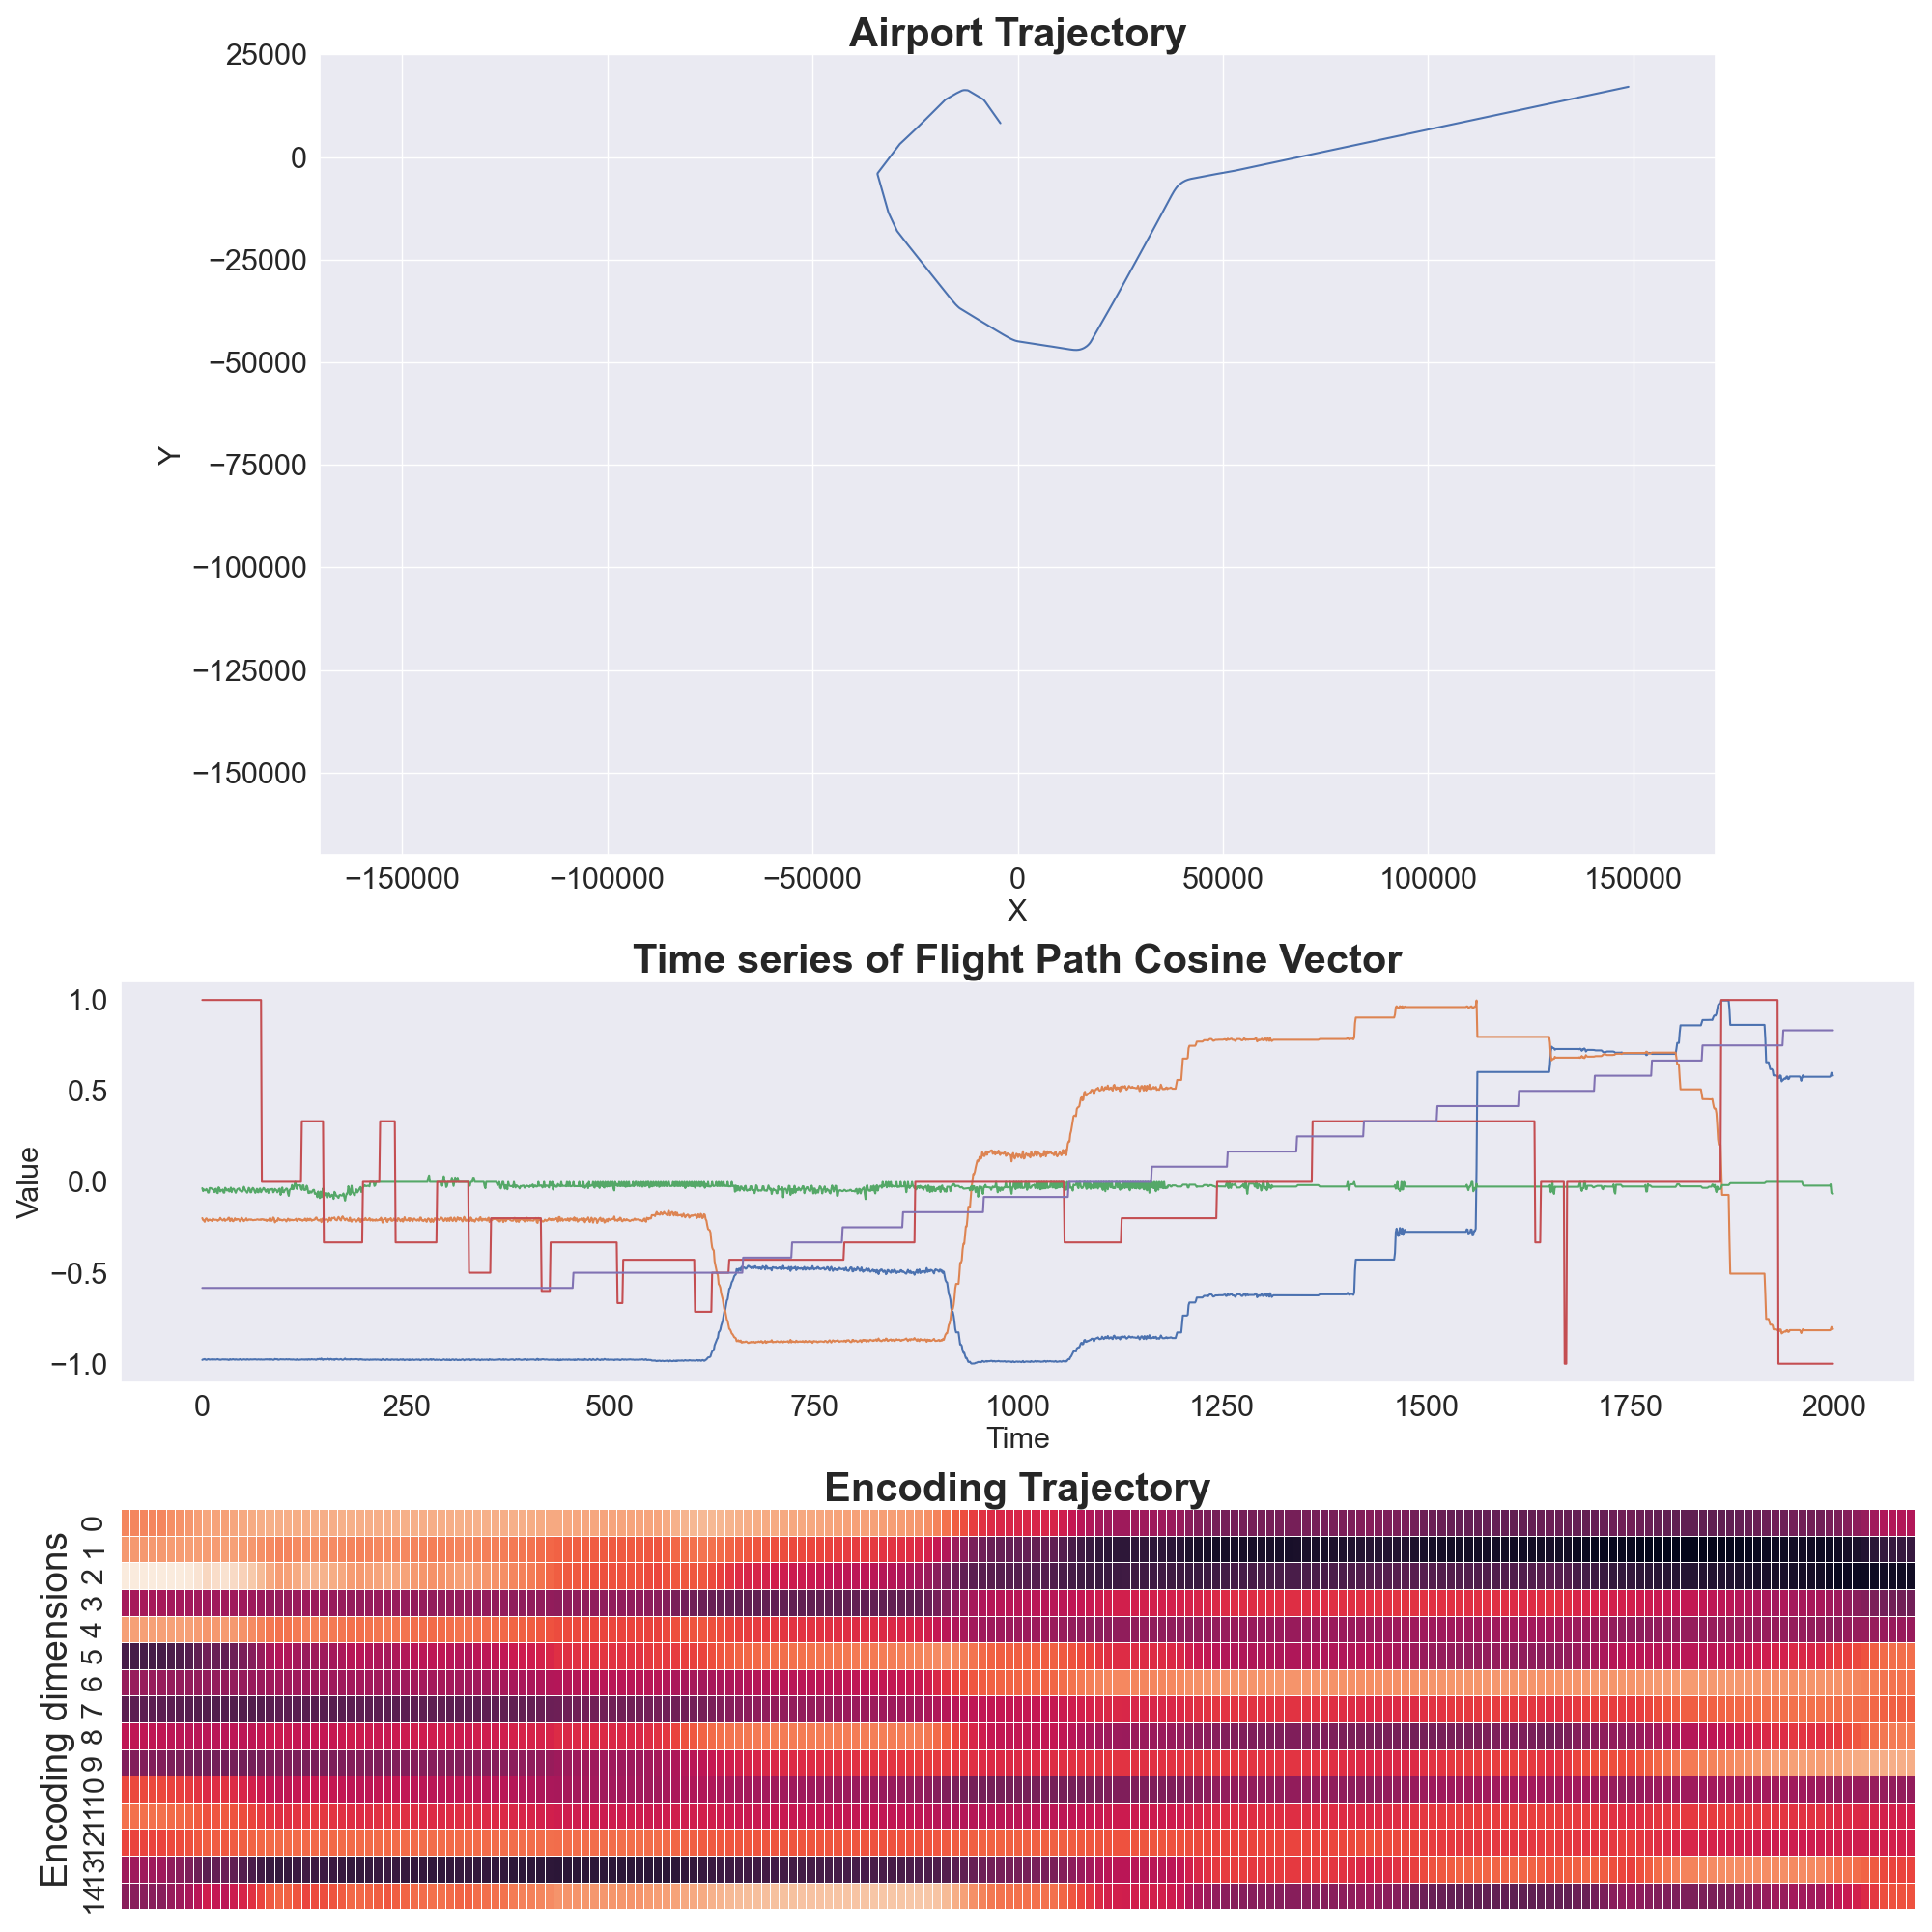 Airport Trajectory
25000
0
−25000
−50000
−75000
−100000
−125000
−150000
Y
−150000 −100000 −50000 0 50000 100000 150000
X
Time series of Flight Path Cosine Vector
1.0
0.5
0.0
−0.5
−1.0
Value
0 250 500 750 1000 1250 1500 1750 2000
Time
Encoding Trajectory
Encoding dimensions
0
1
2
3
4
5
6
7
8
9
10
11
12
13
14